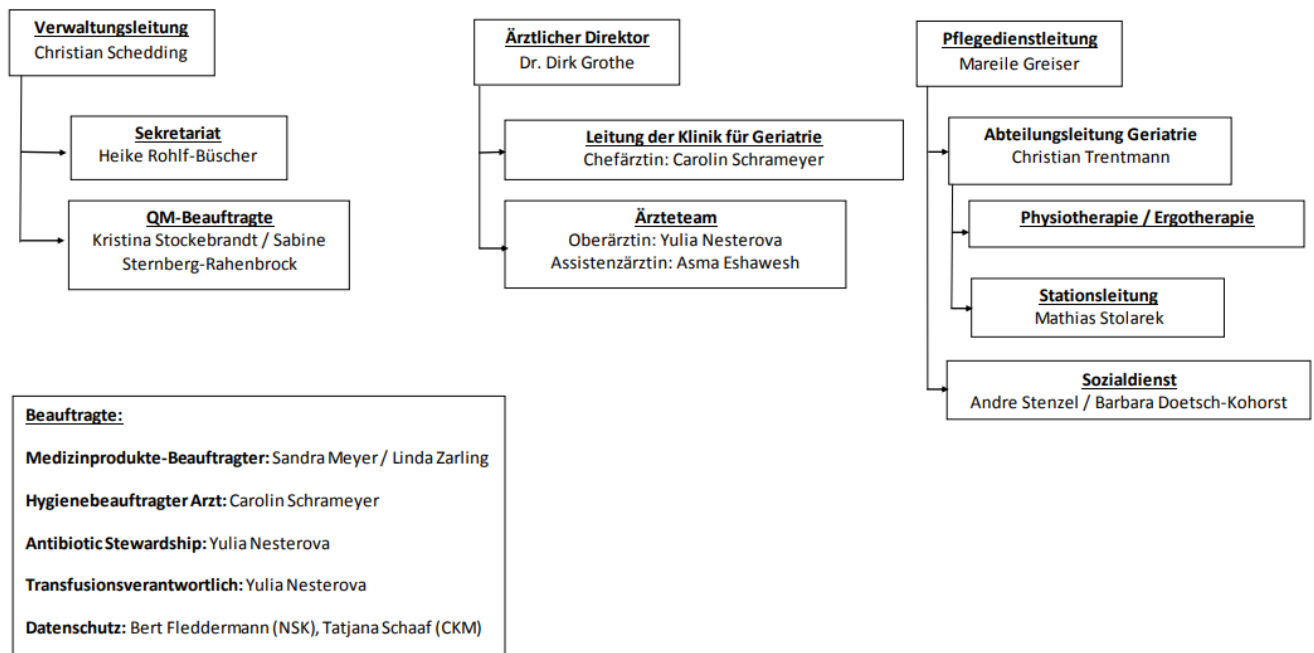 Verwaltungsleitung
Christian Schedding
Sekretariat
Heike Rohlf-Büscher
QM-Beauftragte
Kristina Stockebrandt / Sabine
Sternberg-Rahenbrock
Ärztlicher Direktor
Dr. Dirk Grothe
Leitung der Klinik für Geriatrie
Chefärztin: Carolin Schrameyer
Ärzteteam
Oberärztin: Yulia Nesterova
Assistenzärztin: Asma Eshawesh
Pflegedienstleitung
Mareile Greiser
Abteilungsleitung Geriatrie
Christian Trentmann
Physiotherapie / Ergotherapie
Stationsleitung
Mathias Stolarek
Sozialdienst
Andre Stenzel / Barbara Doetsch-Kohorst
Beauftragte:
Medizinprodukte-Beauftragter: Sandra Meyer / Linda Zarling
Hygienebeauftragter Arzt: Carolin Schrameyer
Antibiotic Stewardship: Yulia Nesterova
Transfusionsverantwortlich: Yulia Nesterova
Datenschutz: Bert Fleddermann (NSK), Tatjana Schaaf (CKM)